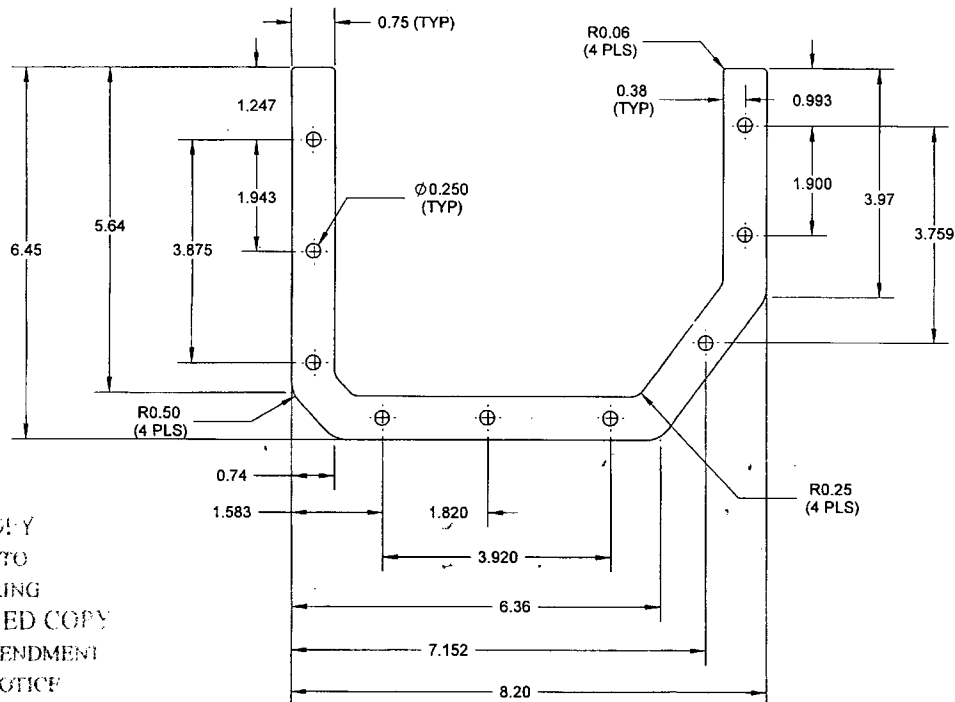 0.75 (TYP)
R0.06
(4 PLS)
0.38
(TYP)
0.993
1.247
Ø0.250
(TYP)
1.943
1.900
3.97
5.64
3.875
6.45
3.759
R0.50
(4 PLS)
0.74
R0.25
(4 PLS)
1.583
1.820
3.920
6.36
7.152
8.20
TO
ED COPY